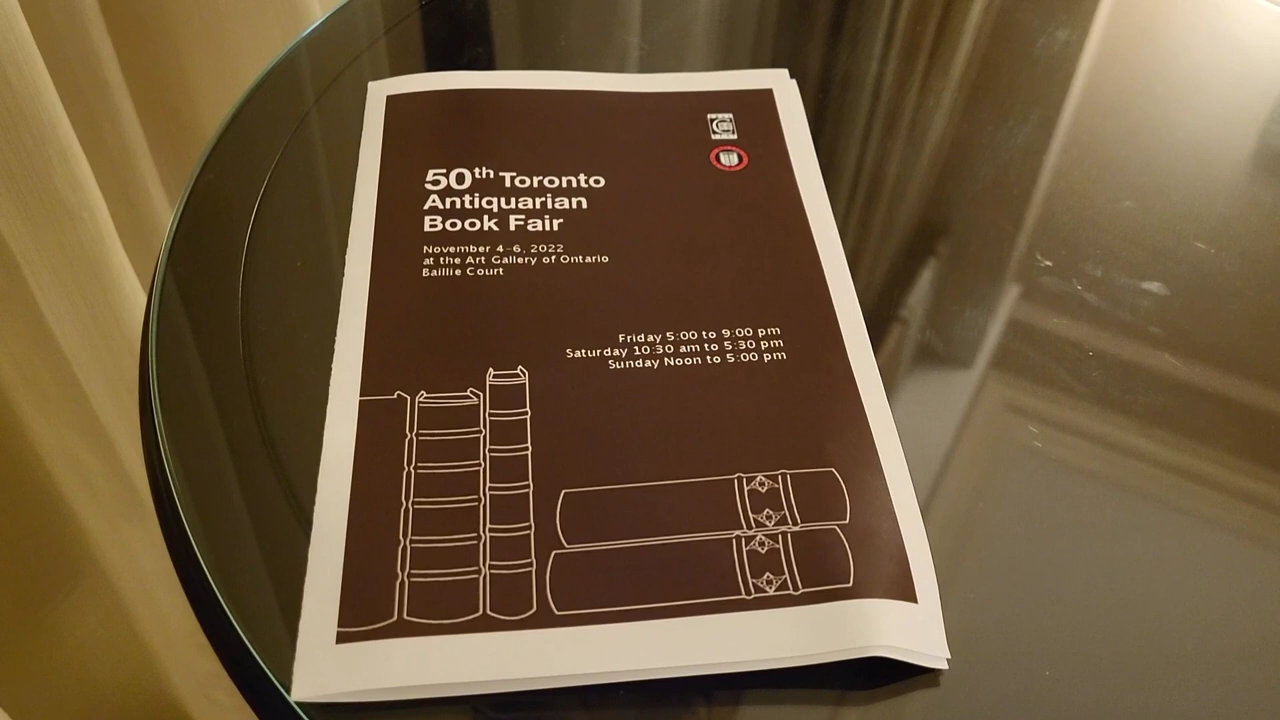 50th Toronto
Antiquarian
Book Fair
November 4-6, 2022
at the Art Gallery of Ontario
Baillie Court
Friday 5:00 to 9:00 pm
Saturday 10:30 am to 5:30 pm
Sunday Noon to 5:00 pm